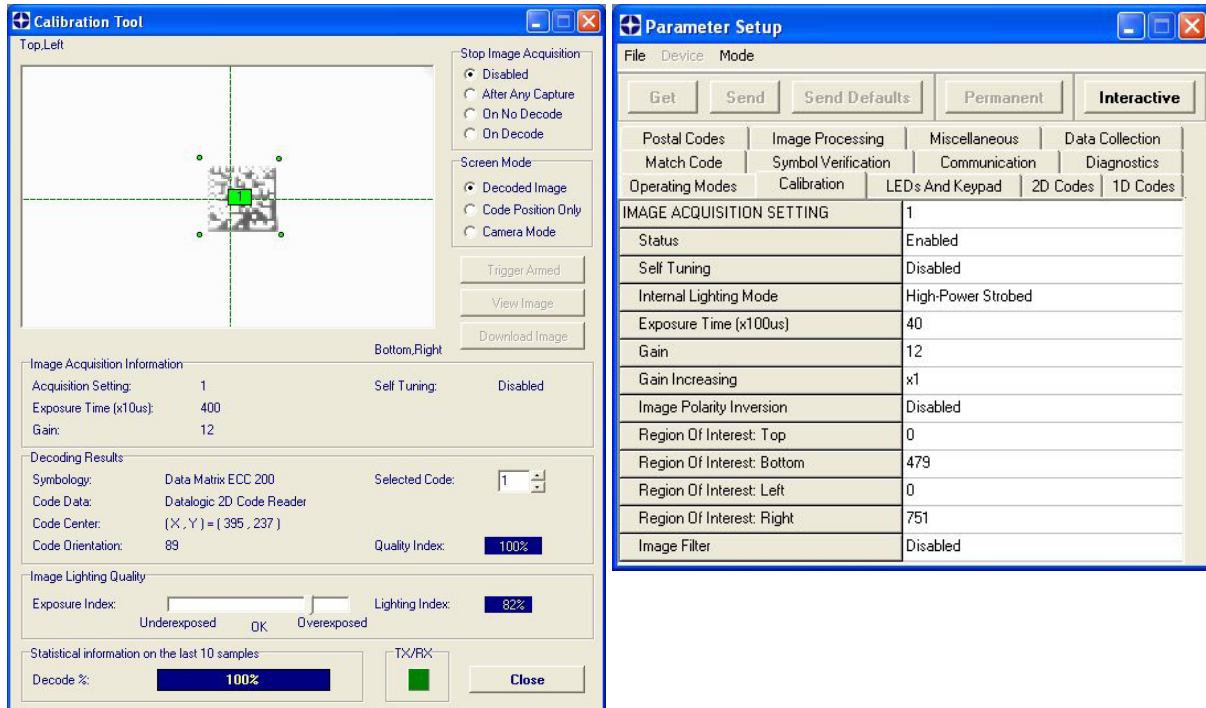 Calibration Tool
Top,Left
1
Bottom,Right
Stop Image Acquisition
Disabled
After Any Capture
On No Decode
On Decode
Screen Mode
Decoded Image
Code Position Only
Camera Mode
Trigger Armed
View Image
Download Image
Image Acquisition Information
Acquisition Setting: 1 Self Tuning: Disabled
Exposure Time (x10us): 400
Gain: 12
Decoding Results
Symbology: Data Matrix ECC 200 Selected Code: 1
Code Data: Datalogic 2D Code Reader
Code Center: (X,Y) = ( 395 , 237 )
Code Orientation: 89 Quality Index: 100%
Image Lighting Quality
Exposure Index: Lighting Index: 82%
Underexposed OK Overexposed
Statistical information on the last 10 samples
Decode %: 100%
TX/RX
Close
Parameter Setup
File Device Mode
Get Send Send Defaults Permanent Interactive
Postal Codes Image Processing Miscellaneous Data Collection
Match Code Symbol Verification Communication Diagnostics
Operating Modes Calibration LEDs And Keypad 2D Codes 1D Codes
IMAGE ACQUISITION SETTING 1
Status Enabled
Self Tuning Disabled
Internal Lighting Mode High-Power Strobed
Exposure Time (x100us) 40
Gain 12
Gain Increasing x1
Image Polarity Inversion Disabled
Region Of Interest: Top 0
Region Of Interest: Bottom 479
Region Of Interest: Left 0
Region Of Interest: Right 751
Image Filter Disabled